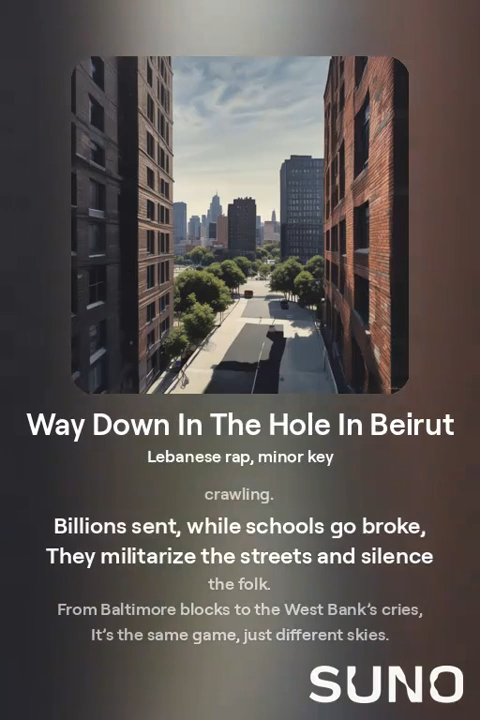 Way Down In The Hole In Beirut
Lebanese rap, minor key
crawling.
Billions sent, while schools go broke,
They militarize the streets and silence
the folk.
From Baltimore blocks to the West Bank‘s cries,
It’s the same game, just different skies.
SUNO